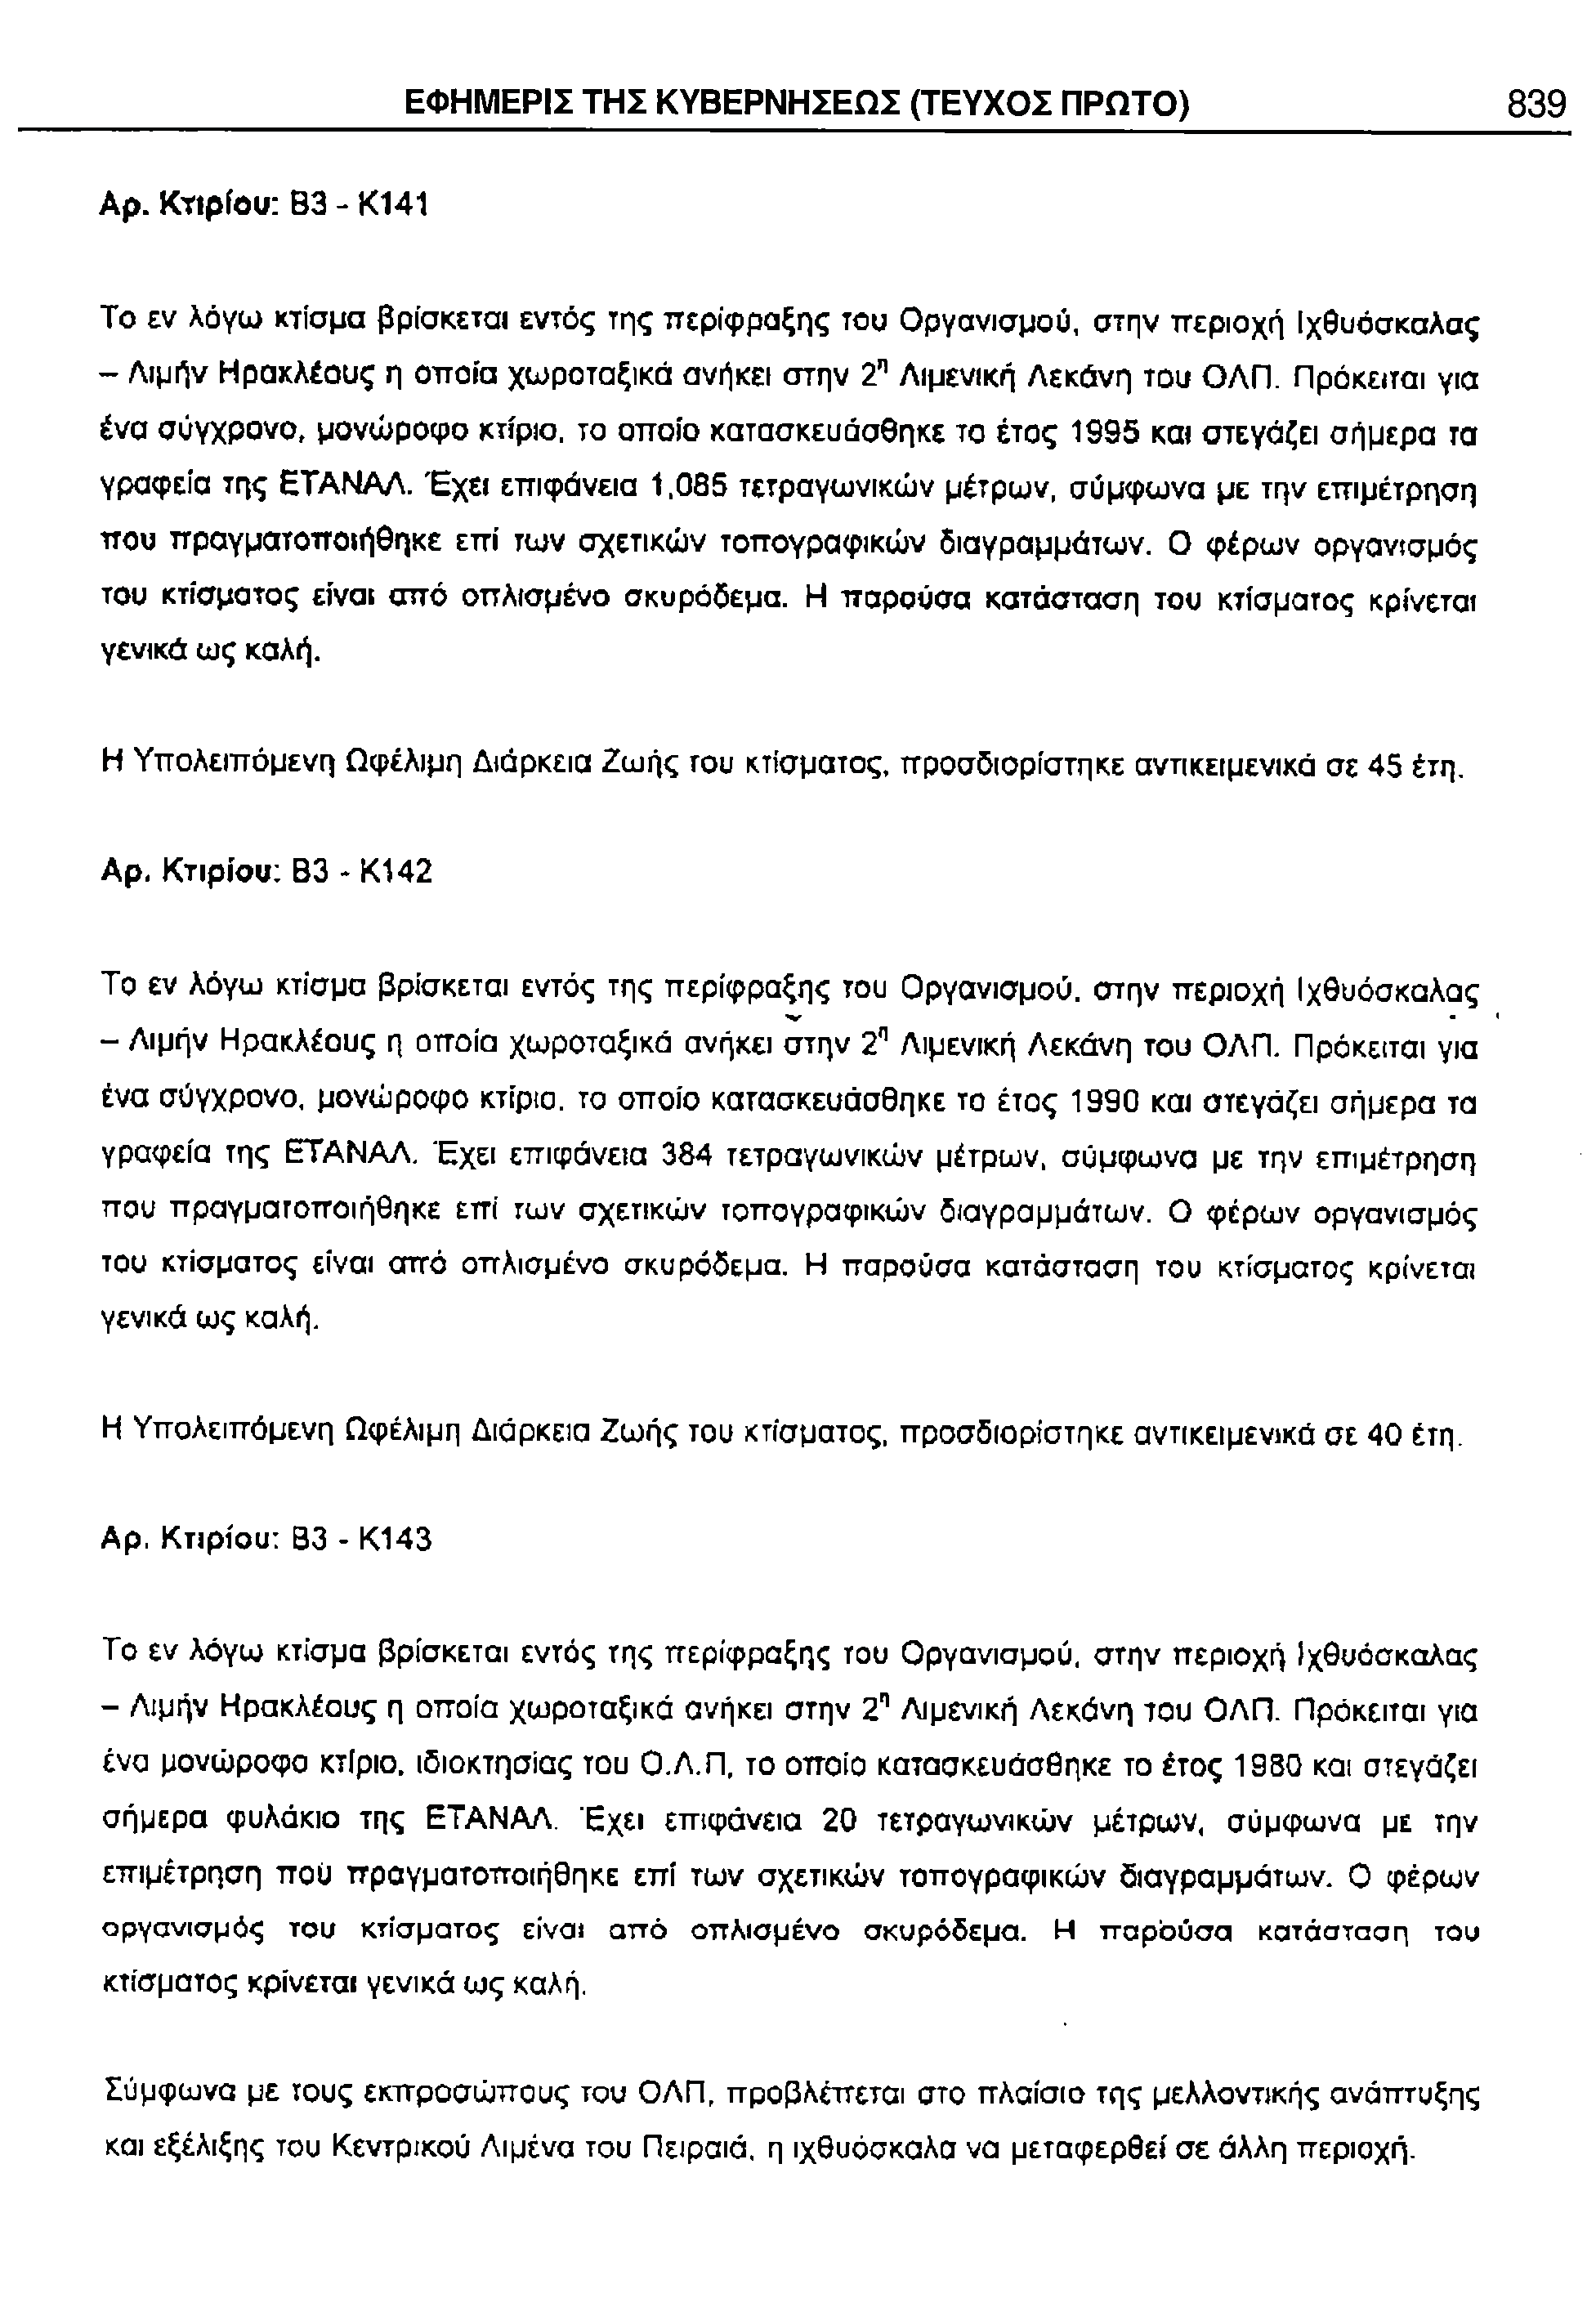 ΕΦΗΜΕΡΙΣ ΤΗΣ ΚΥΒΕΡΝΗΣΕΩΣ (ΤΕΥΧΟΣ ΠΡΩΤΟ) 839
Αρ. Κτιρίου: Β3 - Κ141
Το εν λόγω κτίσμα βρίσκεται εντός της περίφραξης του Οργανισμού, στην περιοχή Ιχθυόσκαλας
– Λιμήν Ηρακλέους η οποία χωροταξικά ανήκει στην 2η Λιμενική Λεκάνη του ΟΛΠ. Πρόκειται για
ένα σύγχρονο, μονώροφο κτίριο, το οποίο κατασκευάσθηκε το έτος 1995 και στεγάζει σήμερα τα
γραφεία της ΕΤΑΝΑΛ. Έχει επιφάνεια 1,085 τετραγωνικών μέτρων, σύμφωνα με την επιμέτρηση
που πραγματοποιήθηκε επί των σχετικών τοπογραφικών διαγραμμάτων. Ο φέρων οργανισμός
του κτίσματος είναι από οπλισμένο σκυρόδεμα. Η παρούσα κατάσταση του κτίσματος κρίνεται
γενικά ως καλή.
Η Υπολειπόμενη Ωφέλιμη Διάρκεια Ζωής του κτίσματος, προσδιορίστηκε αντικειμενικά σε 45 έτη.
Αρ. Κτιρίου: Β3 - Κ142
Το εν λόγω κτίσμα βρίσκεται εντός της περίφραξης του Οργανισμού, στην περιοχή Ιχθυόσκαλας
– Λιμήν Ηρακλέους η οποία χωροταξικά ανήκει στην 2η Λιμενική Λεκάνη του ΟΛΠ. Πρόκειται για
ένα σύγχρονο, μονώροφο κτίριο, το οποίο κατασκευάσθηκε το έτος 1990 και στεγάζει σήμερα τα
γραφεία της ΕΤΑΝΑΛ. Έχει επιφάνεια 384 τετραγωνικών μέτρων, σύμφωνα με την επιμέτρηση
που πραγματοποιήθηκε επί των σχετικών τοπογραφικών διαγραμμάτων. Ο φέρων οργανισμός
του κτίσματος είναι από οπλισμένο σκυρόδεμα. Η παρούσα κατάσταση του κτίσματος κρίνεται
γενικά ως καλή.
Η Υπολειπόμενη Ωφέλιμη Διάρκεια Ζωής του κτίσματος, προσδιορίστηκε αντικειμενικά σε 40 έτη.
Αρ. Κτιρίου: Β3 - Κ143
Το εν λόγω κτίσμα βρίσκεται εντός της περίφραξης του Οργανισμού, στην περιοχή Ιχθυόσκαλας
– Λιμήν Ηρακλέους η οποία χωροταξικά ανήκει στην 2η Λιμενική Λεκάνη του ΟΛΠ. Πρόκειται για
ένα μονώροφο κτίριο, ιδιοκτησίας του Ο.Λ.Π, το οποίο κατασκευάσθηκε το έτος 1980 και στεγάζει
σήμερα φυλάκιο της ΕΤΑΝΑΛ. Έχει επιφάνεια 20 τετραγωνικών μέτρων, σύμφωνα με την
επιμέτρηση που πραγματοποιήθηκε επί των σχετικών τοπογραφικών διαγραμμάτων. Ο φέρων
οργανισμός του κτίσματος είναι από οπλισμένο σκυρόδεμα. Η παρούσα κατάσταση του
κτίσματος κρίνεται γενικά ως καλή.
Σύμφωνα με τους εκπροσώπους του ΟΛΠ, προβλέπεται στο πλαίσιο της μελλοντικής ανάπτυξης
και εξέλιξης του Κεντρικού Λιμένα του Πειραιά, η ιχθυόσκαλα να μεταφερθεί σε άλλη περιοχή.